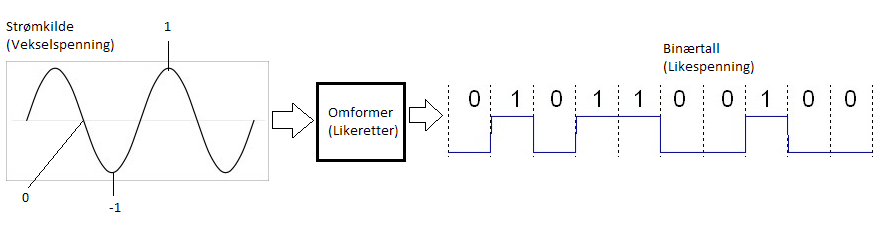 Strømkilde
(Vekselspenning)
1
0
-1
Omformer
(Likeretter)
Binærtall
(Likespenning)
0 1 0 1 1 0 0 1 0 0